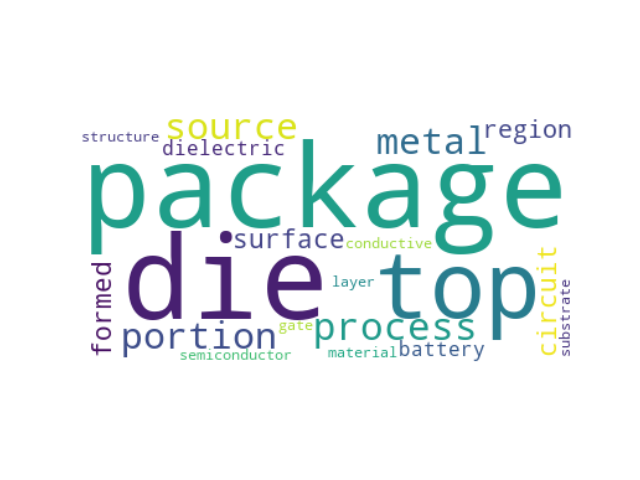 source
metal
region
structure
dielectric
package
die
surface
conductive
top
circuit
substrate
formed
layer
portion
gate
process
semiconductor
material
battery